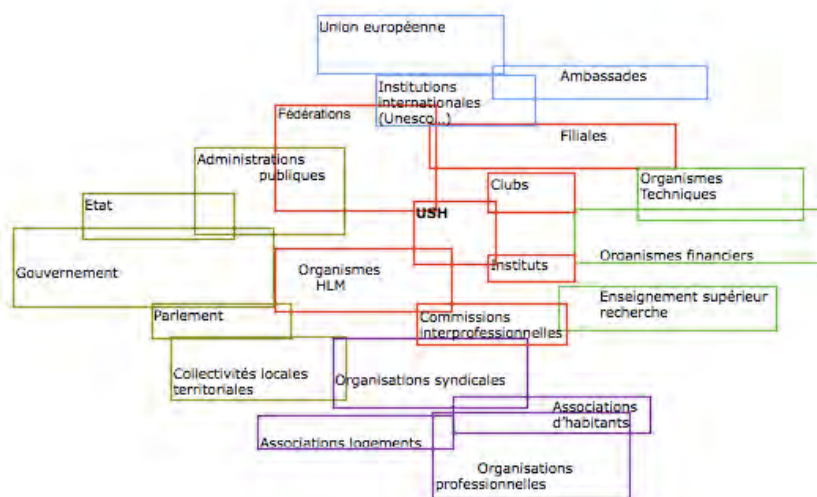 Union européenne
Ambassades
Institutions
internationales
(Unesco...)
Fédérations
Filiales
Administrations
publiques
Organismes
Techniques
Clubs
Etat
USH
Organismes financiers
Instituts
Gouvernement
Organismes
HLM
Enseignement supérieur
recherche
Parlement
Commissions
interprofessionnelles
Collectivités locales
territoriales
Organisations syndicales
Associations
d'habitants
Associations logements
Organisations
professionnelles